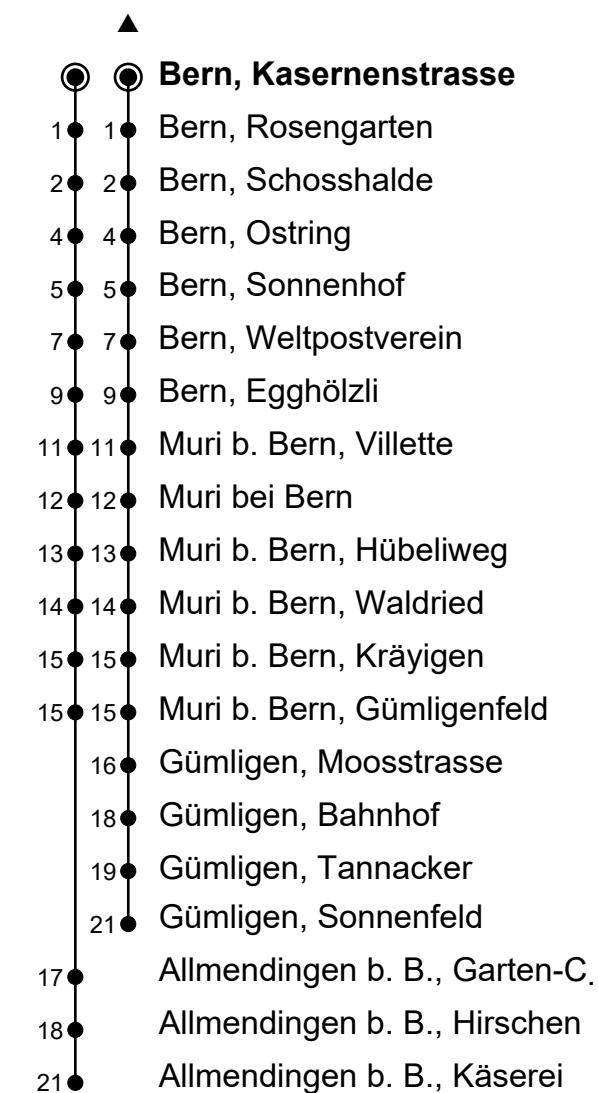 ▲
Bern, Kasernenstrasse
1 1 Bern, Rosengarten
2 2 Bern, Schosshalde
4 4 Bern, Ostring
5 5 Bern, Sonnenhof
7 7 Bern, Weltpostverein
9 9 Bern, Egghölzli
11 11 Muri b. Bern, Villette
12 12 Muri bei Bern
13 13 Muri b. Bern, Hübeliweg
14 14 Muri b. Bern, Waldried
15 15 Muri b. Bern, Kräyigen
15 15 Muri b. Bern, Gümligenfeld
16 Gümligen, Moosstrasse
18 Gümligen, Bahnhof
19 Gümligen, Tannacker
21 Gümligen, Sonnenfeld
17 Allmendingen b. B., Garten-C.
18 Allmendingen b. B., Hirschen
21 Allmendingen b. B., Käserei